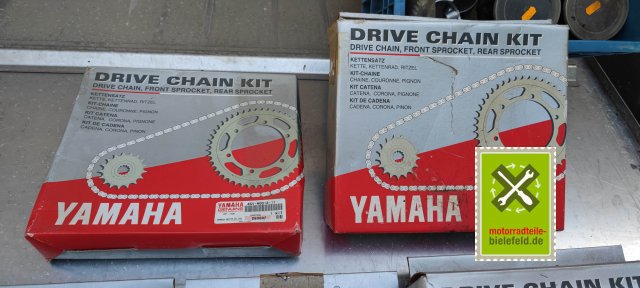 DRIVE CHAIN KIT
DRIVE CHAIN, FRONT SPROCKET, REAR SPROCKET
KETTENSATZ
KETTE, KETTENRAD, RITZEL
KIT-CHAINE
CHAINE, COURONNE, PIGNON
KIT CATENA
CATENA, CORONA, PIGNONE
KIT DE CADENA
CADENA, CORONA, PINON
YAMAHA
YAMAHA
DRIVE CHAIN KIT
DRIVE CHAIN, FRONT SPROCKET, REAR SPROCKET
KETTENSATZ
KETTE, KETTENRAD, RITZEL
KIT-CHAINE
CHAINE, COURONNE, PIGNON
KIT CATENA
CATENA, CORONA, PIGNONE
KIT DE CADENA
CADENA, CORONA, PINON
YAMAHA
motorradteile-
bielefeld.de
DRIVE CHAIN KIT